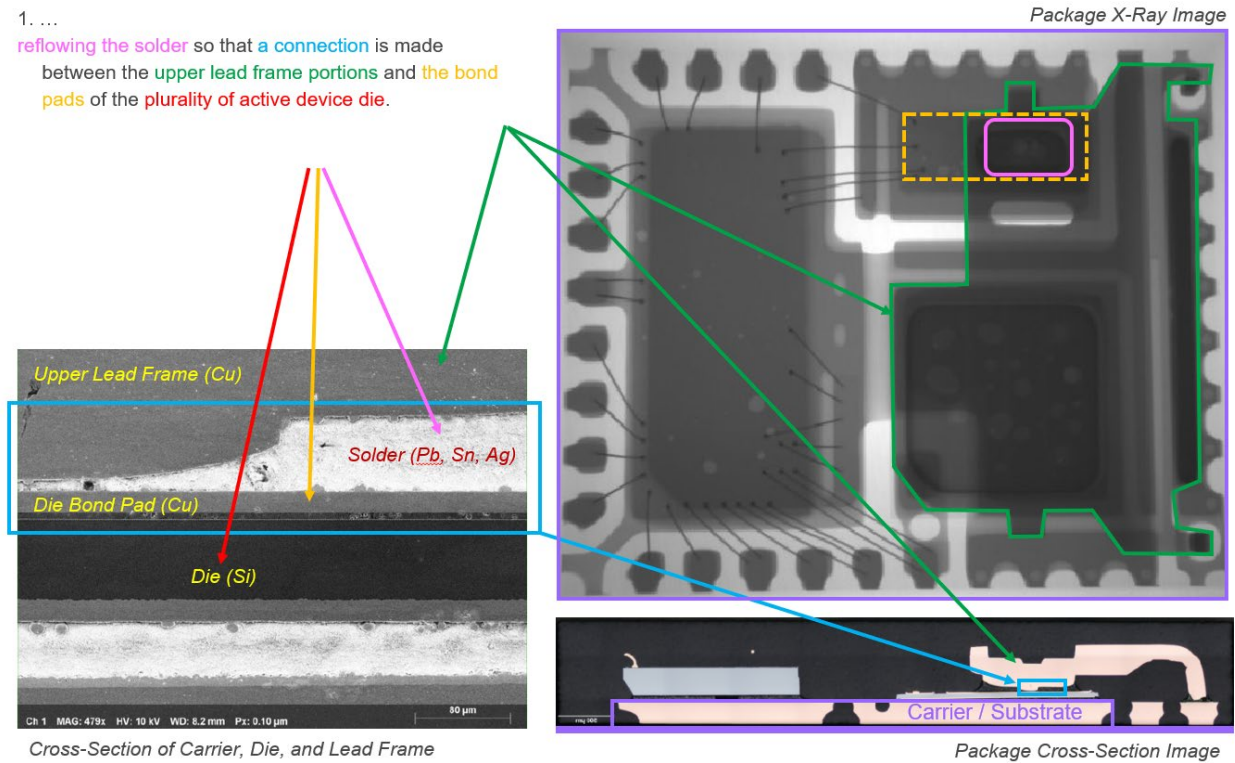 1. …
reflowing the solder so that a connection is made
between the upper lead frame portions and the bond
pads of the plurality of active device die.
Package X-Ray Image
Upper Lead Frame (Cu)
Solder (Pb, Sn, Ag)
Die Bond Pad (Cu)
Die (Si)
Ch 1 MAG: 479x HV: 10 kV WD: 8.2 mm Px: 0.10 µm
80 µm
Cross-Section of Carrier, Die, and Lead Frame
Carrier / Substrate
Package Cross-Section Image